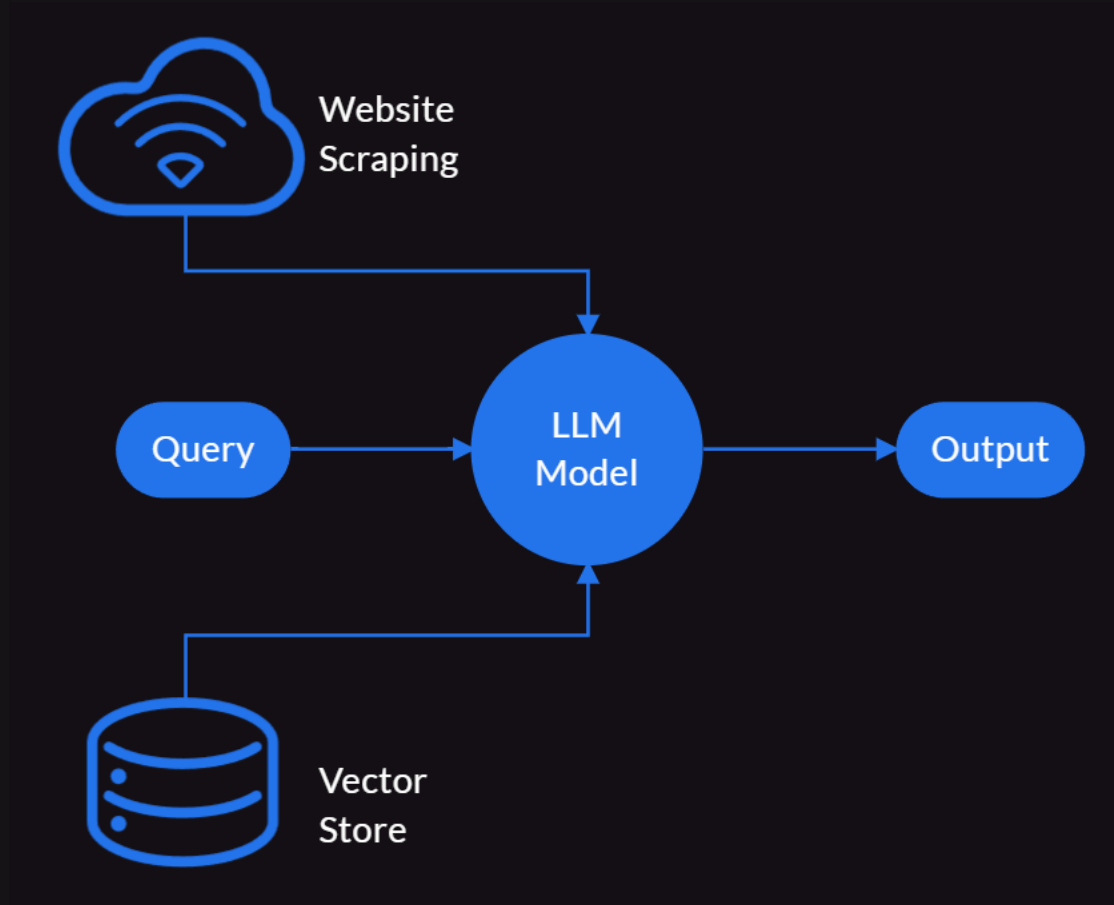 Website
Scraping
Query
LLM
Model
Output
Vector
Store